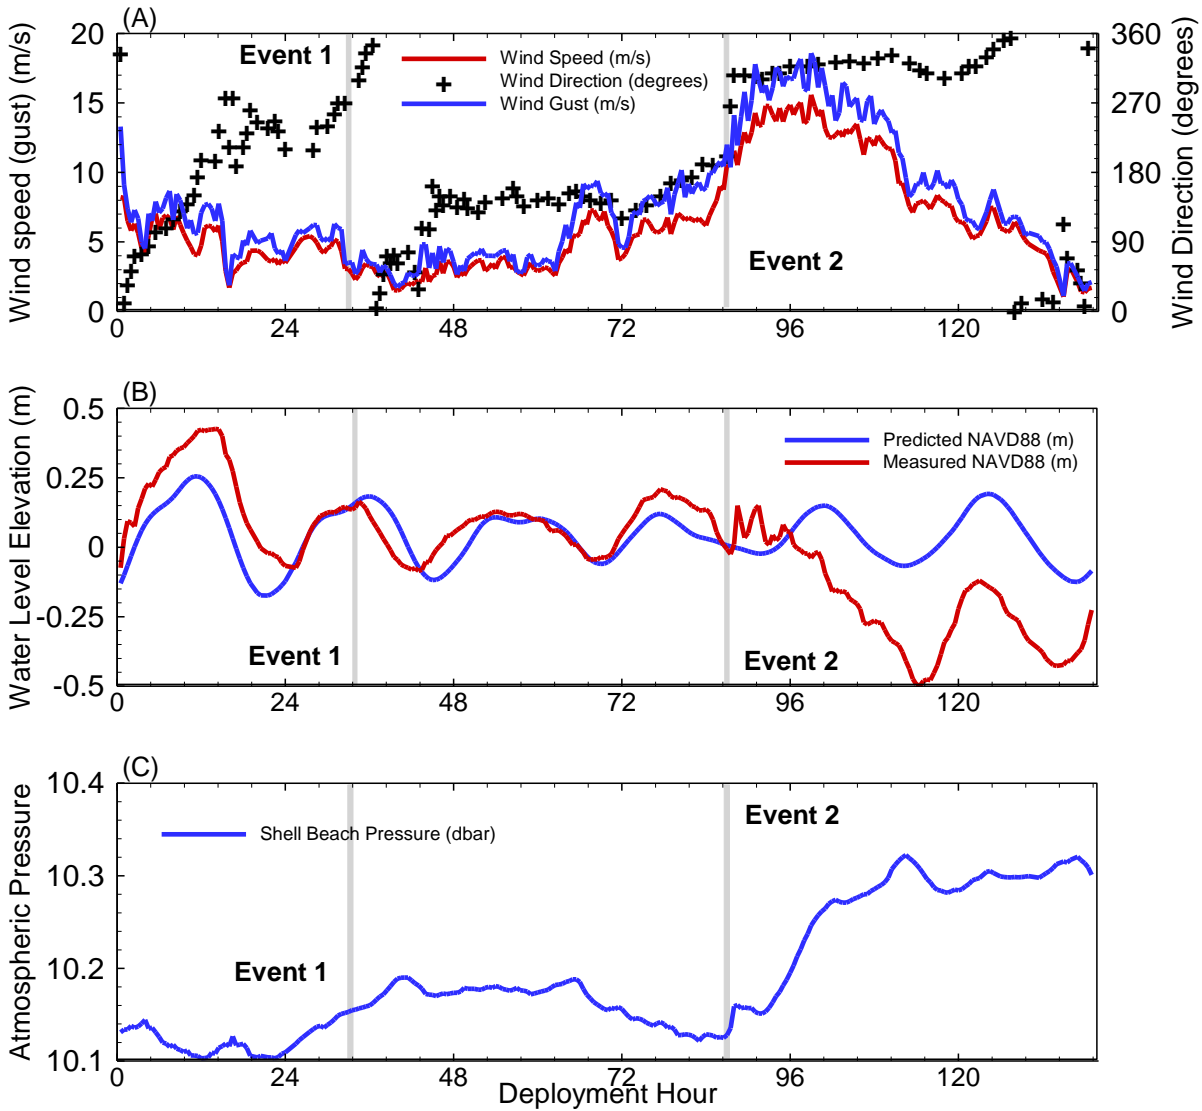 (A)
20
15
10
5
0
Wind speed (gust) (m/s)
Event 1
Wind Speed (m/s)
Wind Direction (degrees)
Wind Gust (m/s)
Event 2
360
270
180
90
0
Wind Direction (degrees)
0 24 48 72 96 120
(B)
0.5
0.25
0
-0.25
-0.5
Water Level Elevation (m)
Predicted NAVD88 (m)
Measured NAVD88 (m)
Event 1
Event 2
0 24 48 72 96 120
(C)
10.4
10.3
10.2
10.1
Atmospheric Pressure
Shell Beach Pressure (dbar)
Event 2
Event 1
0 24 48 72 96 120
Deployment Hour